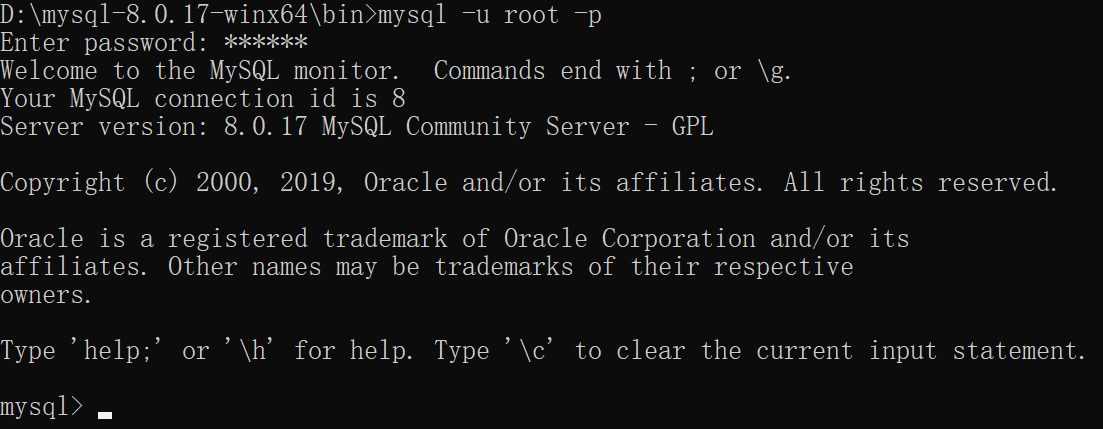 D:\mysql-8.0.17-winx64\bin>mysql -u root -p
Enter password: ******
Welcome to the MySQL monitor.  Commands end with ; or \g.
Your MySQL connection id is 8
Server version: 8.0.17 MySQL Community Server - GPL
Copyright (c) 2000, 2019, Oracle and/or its affiliates. All rights reserved.
Oracle is a registered trademark of Oracle Corporation and/or its
affiliates. Other names may be trademarks of their respective
owners.
Type 'help;' or '\h' for help. Type '\c' to clear the current input statement.
mysql>